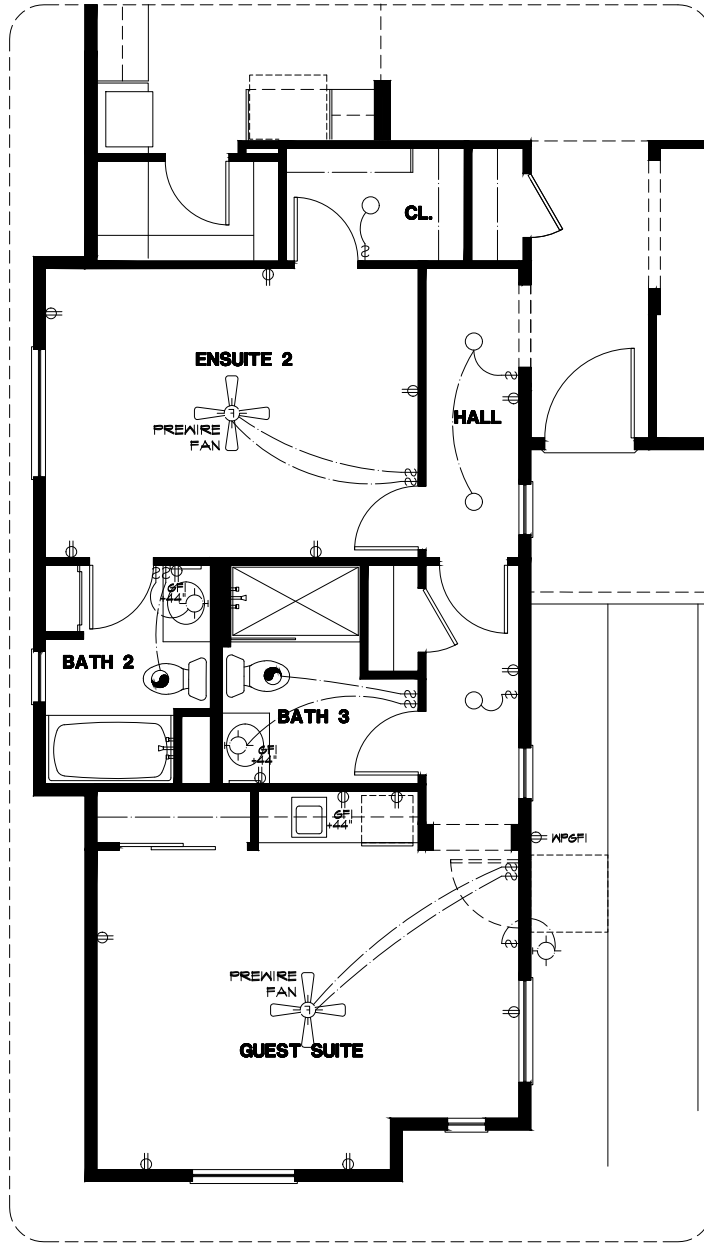 CL.
ENSUITE 2
PREWIRE
FAN
HALL
GFI
+44"
BATH 2
BATH 3
GFI
+44"
GFI
+44"
WPGFI
PREWIRE
FAN
GUEST SUITE